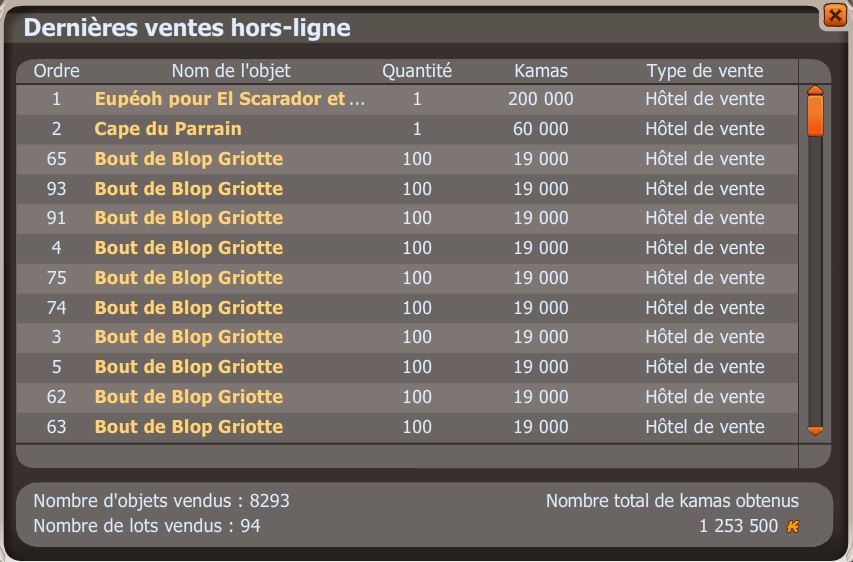 Dernières ventes hors-ligne
Ordre Nom de l'objet Quantité Kamas Type de vente
1 Eupéoh pour El Scarador et ... 1 200 000 Hôtel de vente
2 Cape du Parrain 1 60 000 Hôtel de vente
65 Bout de Blop Griotte 100 19 000 Hôtel de vente
93 Bout de Blop Griotte 100 19 000 Hôtel de vente
91 Bout de Blop Griotte 100 19 000 Hôtel de vente
4 Bout de Blop Griotte 100 19 000 Hôtel de vente
75 Bout de Blop Griotte 100 19 000 Hôtel de vente
74 Bout de Blop Griotte 100 19 000 Hôtel de vente
3 Bout de Blop Griotte 100 19 000 Hôtel de vente
5 Bout de Blop Griotte 100 19 000 Hôtel de vente
62 Bout de Blop Griotte 100 19 000 Hôtel de vente
63 Bout de Blop Griotte 100 19 000 Hôtel de vente
Nombre d'objets vendus : 8293 Nombre total de kamas obtenus
Nombre de lots vendus : 94 1 253 500 K